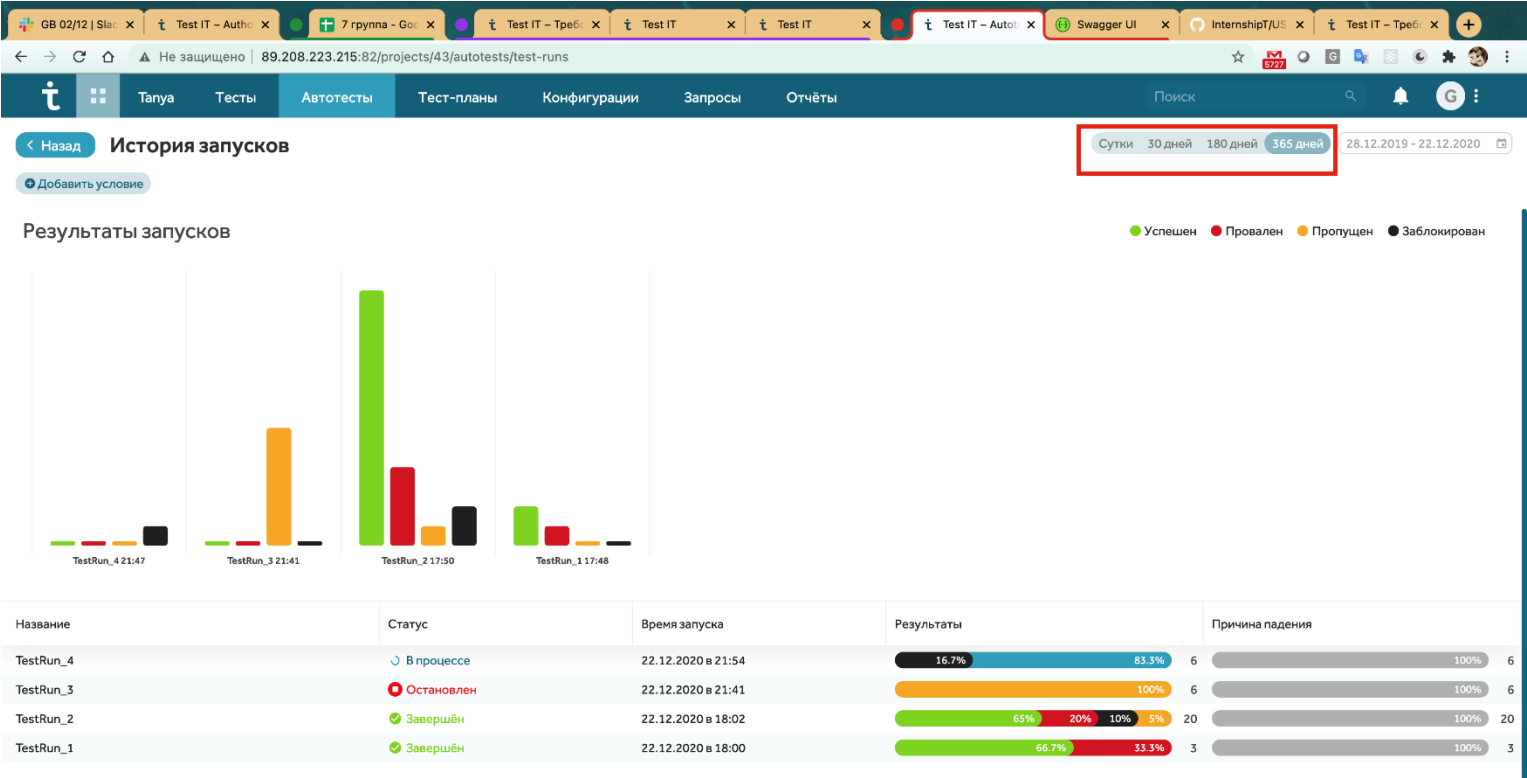 GB 02/12 | Slac
Test IT – Autho
7 группа - Goc
Test IT – Требс
Test IT
Test IT
Test IT – Autot
Swagger UI
InternshipT/US
Test IT – Требс
Не защищено
89.208.223.215:82/projects/43/autotests/test-runs
5727
Tanya
Тесты
Автотесты
Тест-планы
Конфигурации
Запросы
Отчёты
Поиск
G
Назад
История запусков
Сутки 30 дней 180 дней 365 дней
28.12.2019 - 22.12.2020
Добавить условие
Результаты запусков
Успешен Провален Пропущен Заблокирован
TestRun_4 21:47
TestRun_3 21:41
TestRun_2 17:50
TestRun_1 17:48
Название Статус Время запуска Результаты Причина падения
TestRun_4 В процессе 22.12.2020 в 21:54 16.7% 83.3% 6 100% 6
TestRun_3 Остановлен 22.12.2020 в 21:41 100% 6 100% 6
TestRun_2 Завершён 22.12.2020 в 18:02 65% 20% 10% 5% 20 100% 20
TestRun_1 Завершён 22.12.2020 в 18:00 66.7% 33.3% 3 100% 3